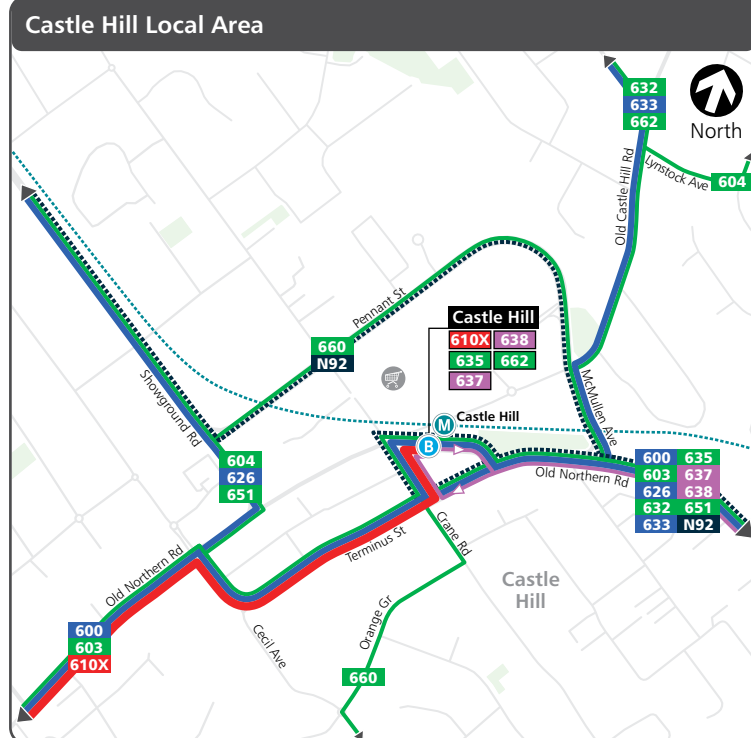 Castle Hill Local Area
North
632
633
662
Old Castle Hill Rd
Lynstock Ave
604
Pennant St
660
N92
Castle Hill
610X 638
635 662
637
McMullen Ave
M Castle Hill
B
Showground Rd
604
626
651
600 635
603 637
626 638
632 651
633 N92
Old Northern Rd
Crane Rd
Terminus St
Old Northern Rd
Castle
Hill
Orange Gr
Cecil Ave
600
603
610X
660